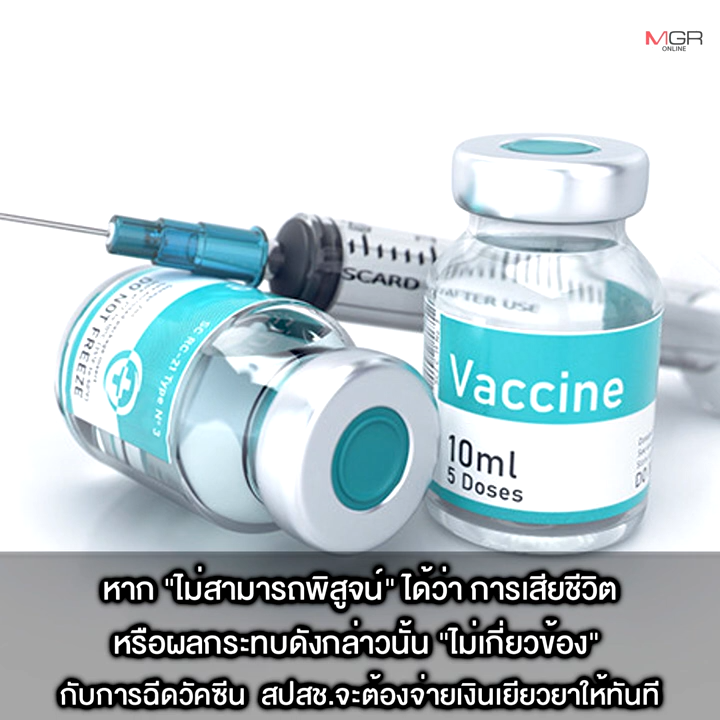 MGR
ONLINE
SCARD AFTER USE
DO NOT FREEZE
SC RC-21 Type N° 3
Vaccine
10ml
5 Doses
หาก "ไม่สามารถพิสูจน์" ได้ว่า การเสียชีวิต
หรือผลกระทบดังกล่าวนั้น "ไม่เกี่ยวข้อง"
กับการฉีดวัคซีน สปสช.จะต้องจ่ายเงินเยียวยาให้ทันที